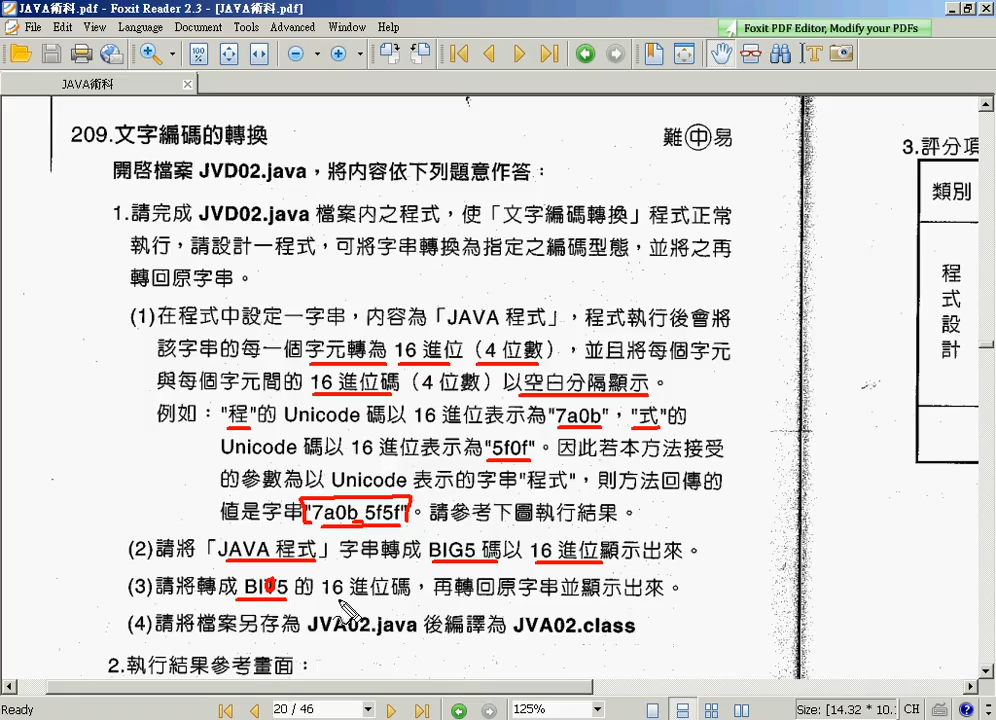 JAVA術科.pdf - Foxit Reader 2.3 - [JAVA術科.pdf]
File Edit View Language Document Tools Advanced Window Help
Foxit PDF Editor, Modify your PDFs
JAVA術科
209.文字編碼的轉換
難中易
開啓檔案 JVD02.java，將內容依下列題意作答：
1.請完成 JVD02.java 檔案內之程式，使「文字編碼轉換」程式正常
執行，請設計一程式，可將字串轉換為指定之編碼型態，並將之再
轉回原字串。
(1)在程式中設定一字串，內容為「JAVA 程式」，程式執行後會將
該字串的每一個字元轉為 16 進位（4 位數），並且將每個字元
與每個字元間的 16 進位碼（4 位數）以空白分隔顯示。
例如："程"的 Unicode 碼以 16 進位表示為"7a0b"，"式"的
Unicode 碼以 16 進位表示為"5f0f"。因此若本方法接受
的參數為以 Unicode 表示的字串"程式"，則方法回傳的
值是字串"7a0b 5f5f"。請參考下圖執行結果。
(2)請將「JAVA 程式」字串轉成 BIG5 碼以 16 進位顯示出來。
(3)請將轉成 BIG5 的 16 進位碼，再轉回原字串並顯示出來。
(4)請將檔案另存為 JVA02.java 後編譯為 JVA02.class
2.執行結果參考畫面：
3.評分項
類別
程式設計
Ready
20 / 46
125%
Size: [14.32 * 10.
CH